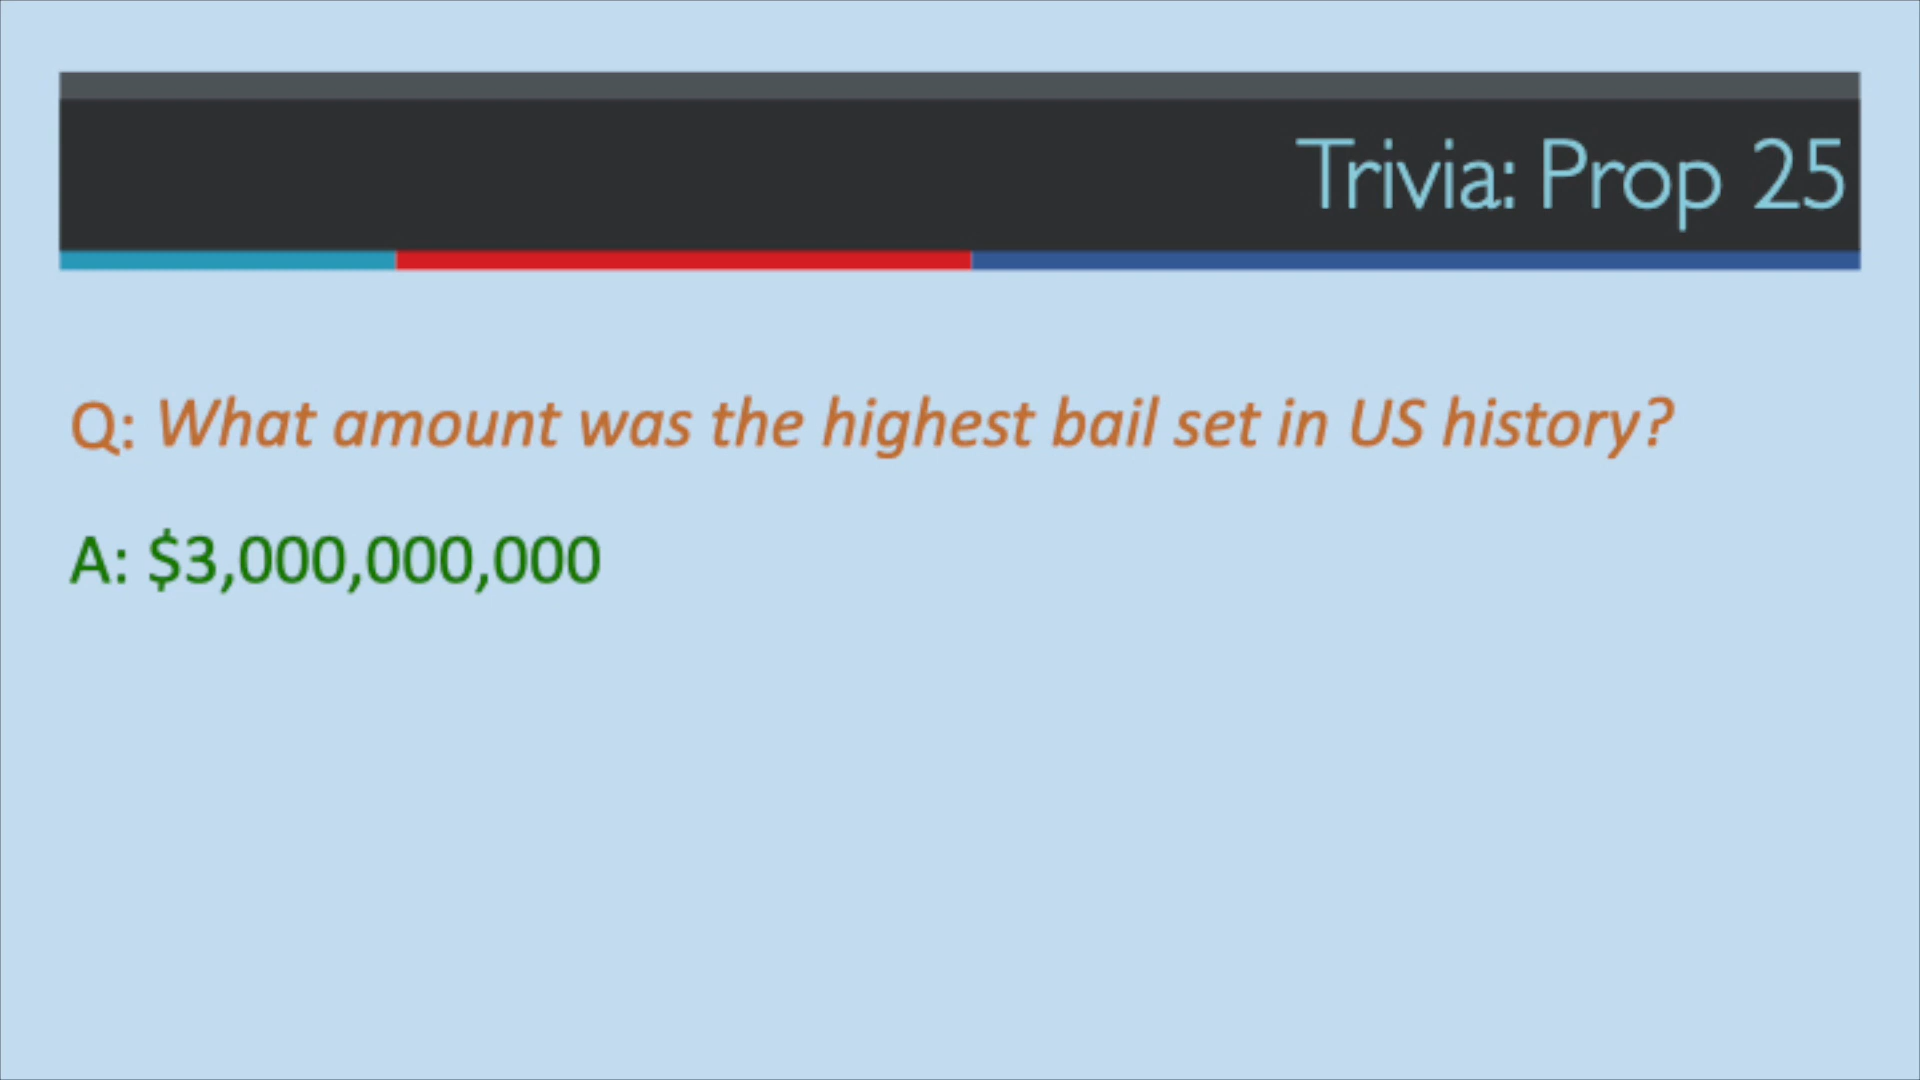 Trivia: Prop 25
Q: What amount was the highest bail set in US history?
A: $3,000,000,000